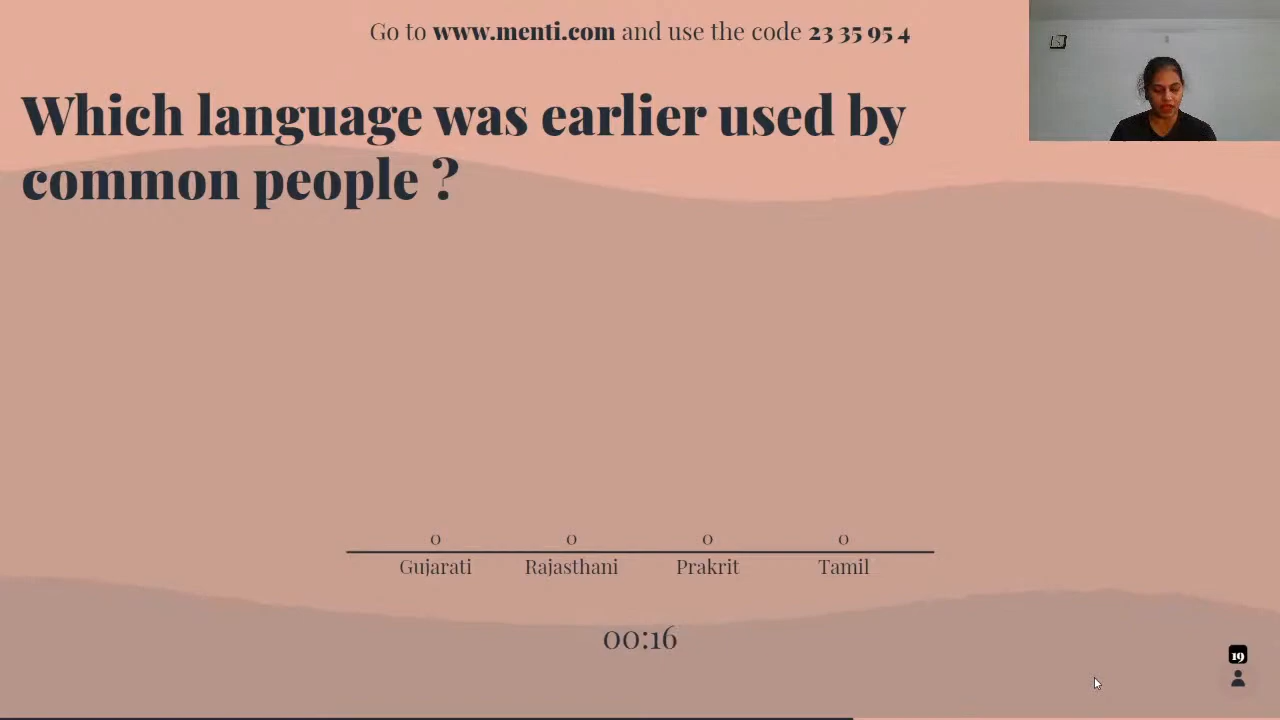 Go to www.menti.com and use the code 23 35 95 4
Which language was earlier used by
common people ?
0 0 0 0
Gujarati Rajasthani Prakrit Tamil
00:16
19